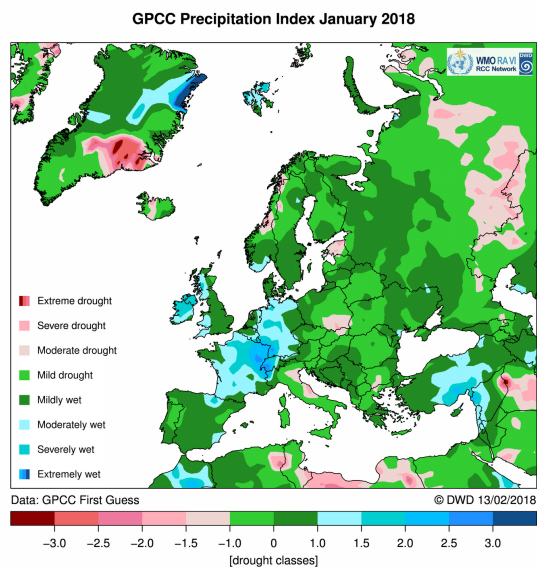 GPCC Precipitation Index January 2018
WMO RA VI
RCC Network
DWD
Extreme drought
Severe drought
Moderate drought
Mild drought
Mildly wet
Moderately wet
Severely wet
Extremely wet
Data: GPCC First Guess
© DWD 13/02/2018
−3.0 −2.5 −2.0 −1.5 −1.0 0 1.0 1.5 2.0 2.5 3.0
[drought classes]